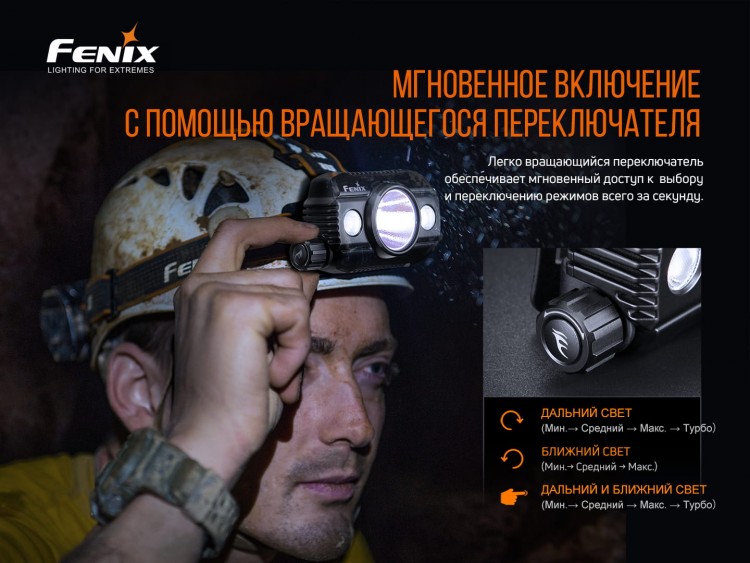 FENIX
LIGHTING FOR EXTREMES
МГНОВЕННОЕ ВКЛЮЧЕНИЕ
С ПОМОЩЬЮ ВРАЩАЮЩЕГОСЯ ПЕРЕКЛЮЧАТЕЛЯ
Легко вращающийся переключатель
обеспечивает мгновенный доступ к выбору
и переключению режимов всего за секунду.
FENIX
FENIX
ДАЛЬНИЙ СВЕТ
(Мин.→ Средний → Макс. → Турбо)
БЛИЖНИЙ СВЕТ
(Мин.→ Средний → Макс.)
ДАЛЬНИЙ И БЛИЖНИЙ СВЕТ
(Мин.→ Средний → Макс. → Турбо)